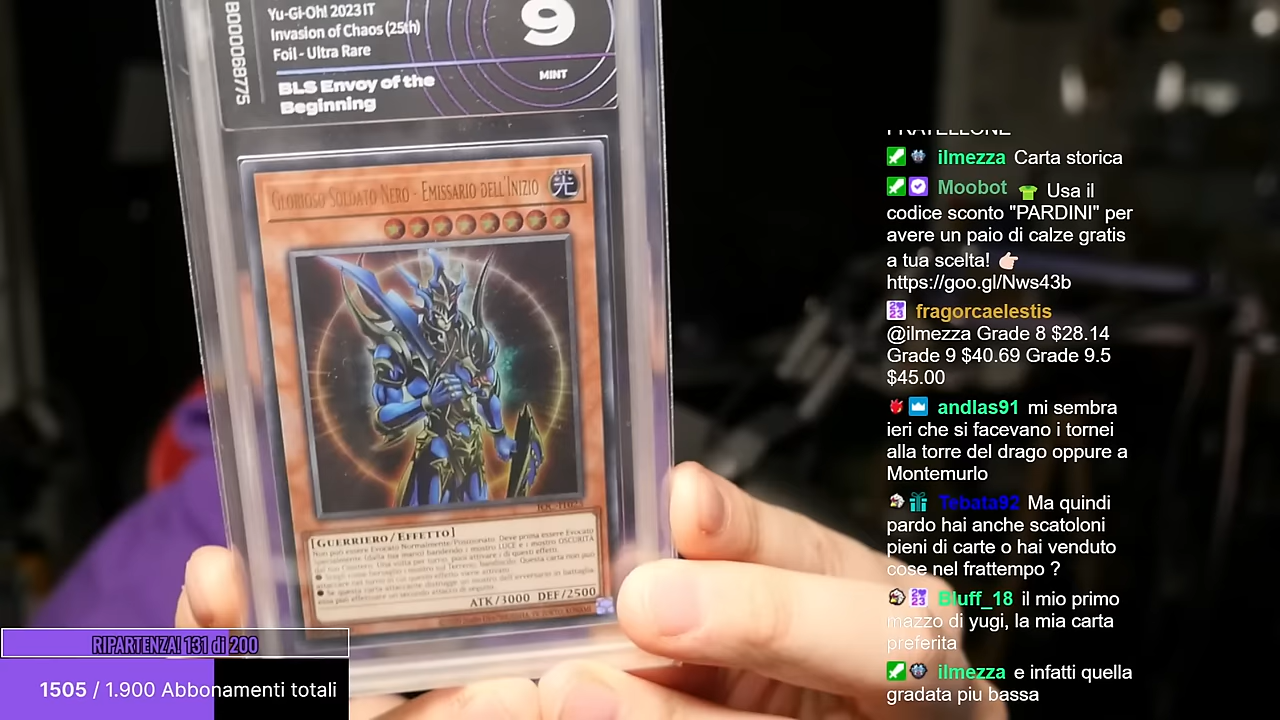 B00068775
Yu-Gi-Oh! 2023 IT
Invasion of Chaos (25th)
Foil - Ultra Rare
BLS Envoy of the
Beginning
9
MINT
GLORIOSO SOLDATO NERO - EMISSARIO DELL'INIZIO
光
[GUERRIERO/EFFETTO]
ATK/3000 DEF/2500
RIPARTENZA! 131 di 200
1505 / 1.900 Abbonamenti totali
FRATELLONE
ilmezza Carta storica
Moobot Usa il
codice sconto "PARDINI" per
avere un paio di calze gratis
a tua scelta!
https://goo.gl/Nws43b
fragorcaelestis
@ilmezza Grade 8 $28.14
Grade 9 $40.69 Grade 9.5
$45.00
andlas91 mi sembra
ieri che si facevano i tornei
alla torre del drago oppure a
Montemurlo
Tebata92 Ma quindi
pardo hai anche scatoloni
pieni di carte o hai venduto
cose nel frattempo ?
Bluff_18 il mio primo
mazzo di yugi, la mia carta
preferita
ilmezza e infatti quella
gradata piu bassa